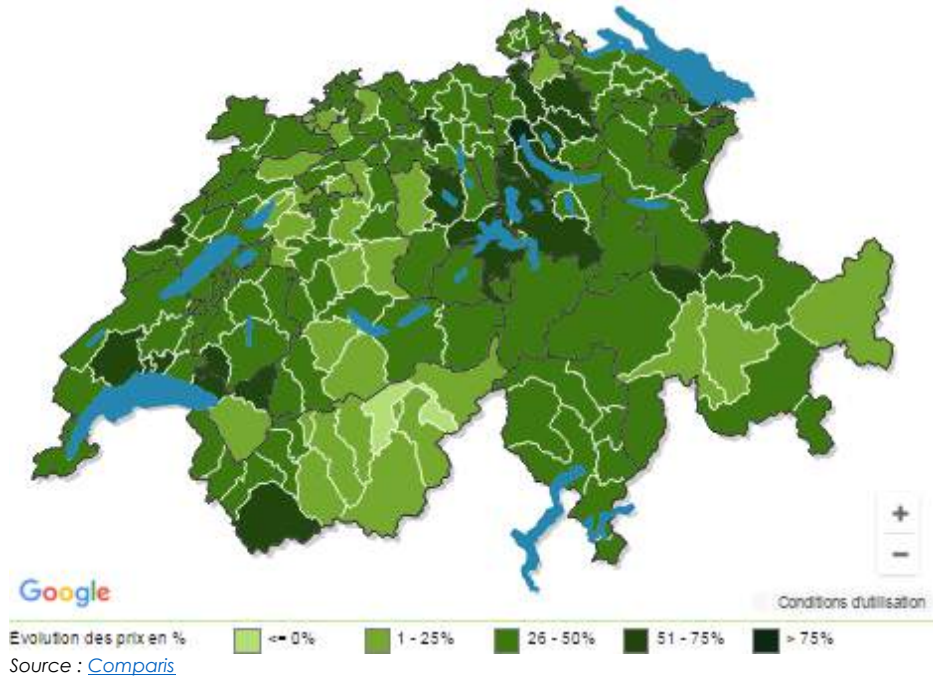 +
−
Google
Conditions d'utilisation
Evolution des prix en % <= 0% 1 - 25% 26 - 50% 51 - 75% > 75%
Source : Comparis